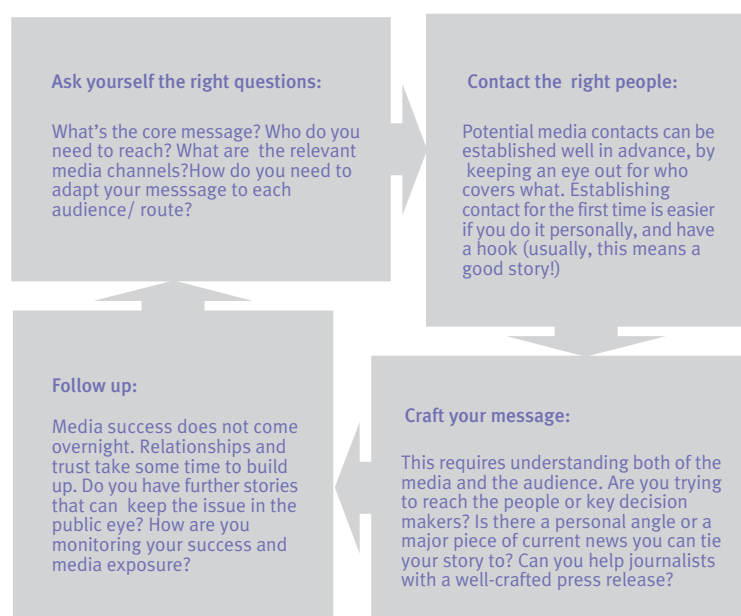 Ask yourself the right questions:
What's the core message? Who do you
need to reach? What are  the relevant
media channels?How do you need to
adapt your messsage to each
audience/ route?
Contact the  right people:
Potential media contacts can be
established well in advance, by
keeping an eye out for who
covers what. Establishing
contact for the first time is easier
if you do it personally, and have
a hook (usually, this means a
good story!)
Craft your message:
This requires understanding both of the
media and the audience. Are you trying
to reach the people or key decision
makers? Is there a personal angle or a
major piece of current news you can tie
your story to? Can you help journalists
with a well-crafted press release?
Follow up:
Media success does not come
overnight. Relationships and
trust take some time to build
up. Do you have further stories
that can  keep the issue in the
public eye? How are you
monitoring your success and
media exposure?